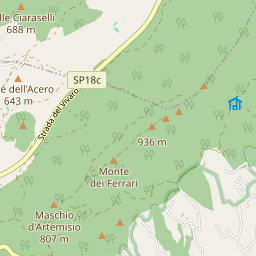 lle Ciaraselli
688 m
SP18c
e dell'Acero
643 m
Strada del Vivaro
936 m
Monte
dei Ferrari
Maschio
d'Artemisio
807 m